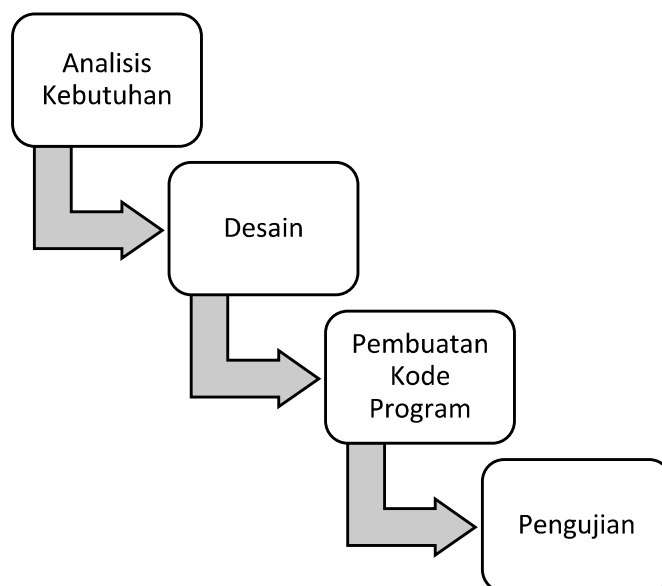 Analisis
Kebutuhan
Desain
Pembuatan
Kode
Program
Pengujian